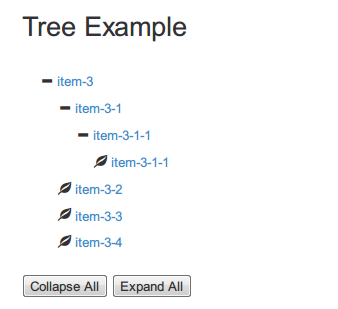 Tree Example
item-3
item-3-1
item-3-1-1
item-3-1-1
item-3-2
item-3-3
item-3-4
Collapse All Expand All